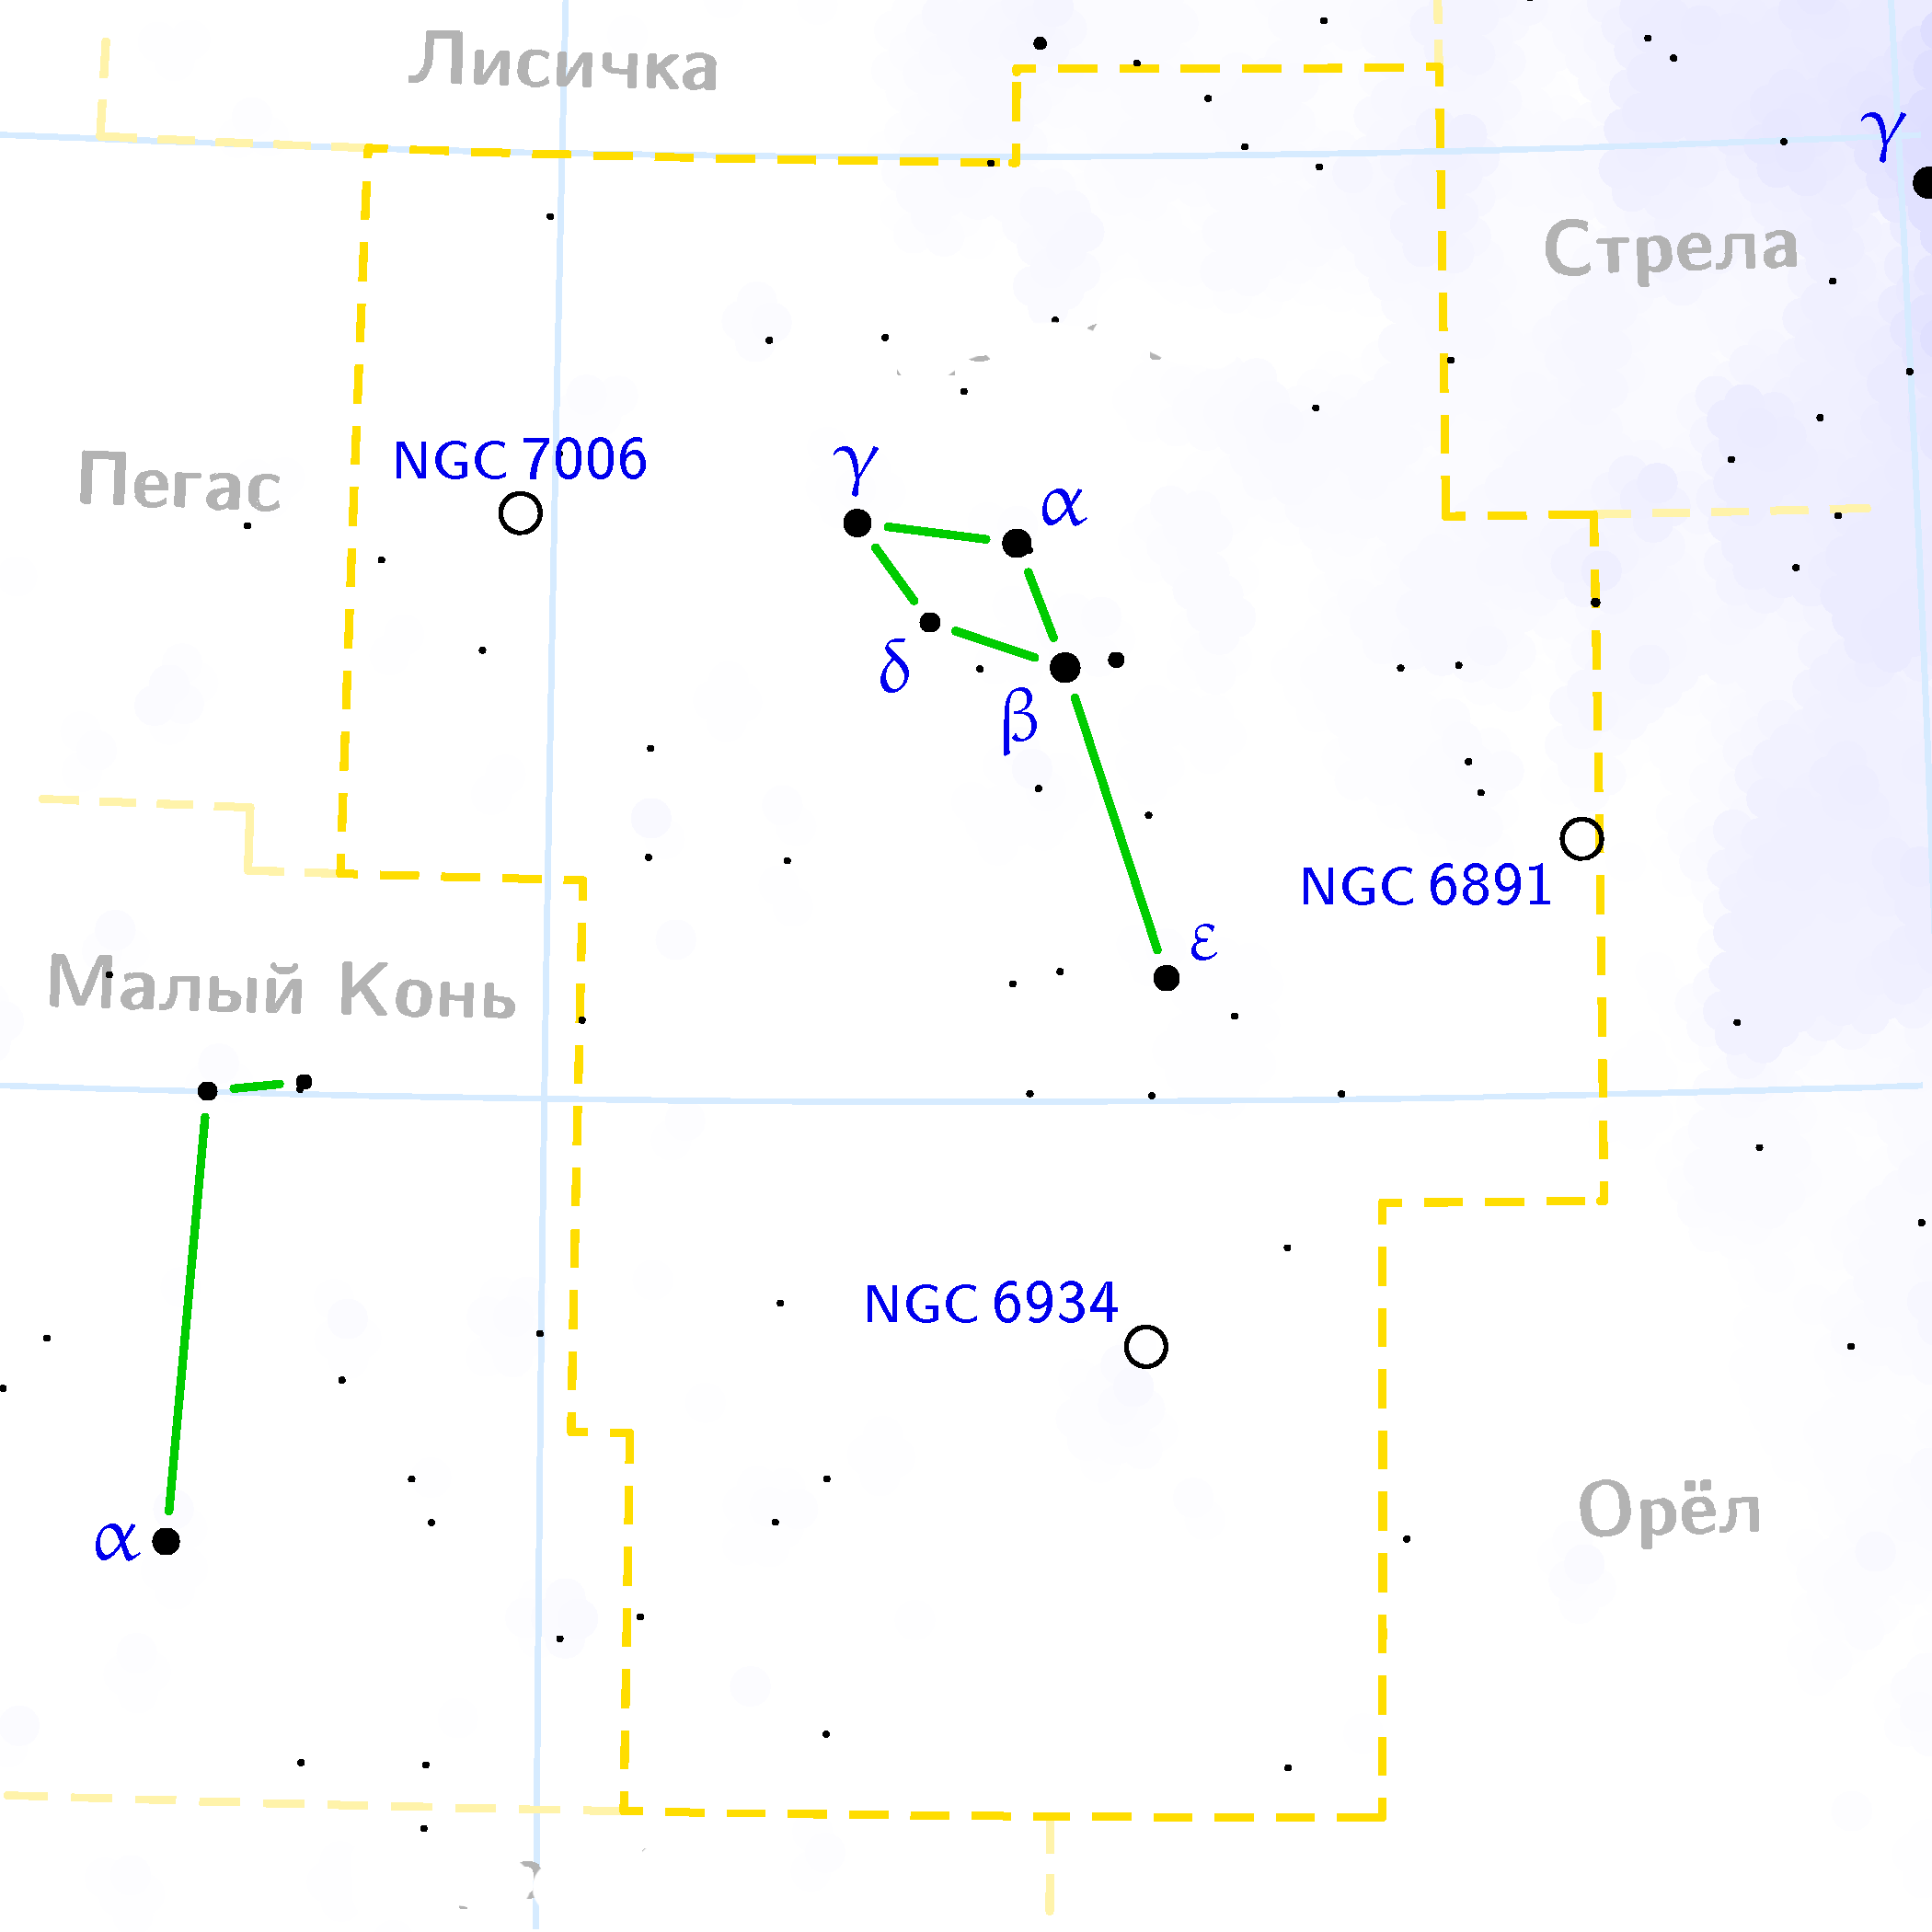 Лисичка
γ
Стрела
NGC 7006
γ
α
Пегас
δ
β
NGC 6891
ε
Малый Конь
NGC 6934
α
Орёл